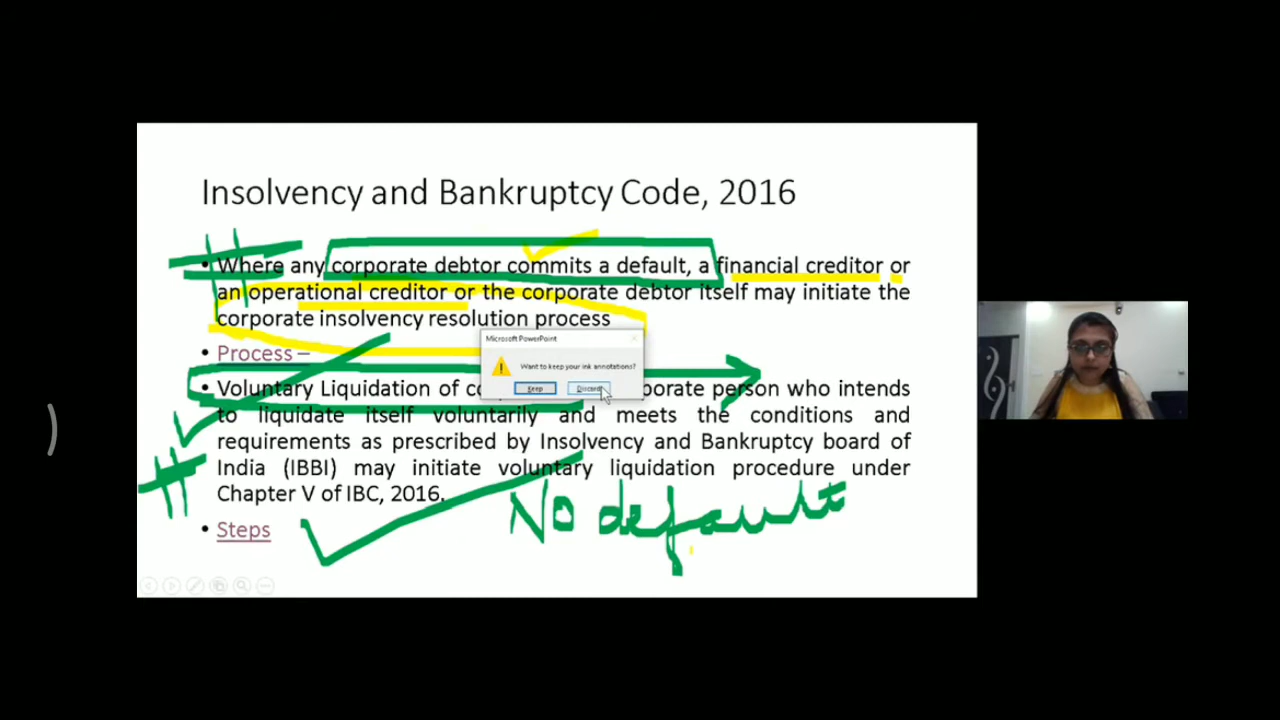 Insolvency and Bankruptcy Code, 2016
• Where any corporate debtor commits a default, a financial creditor or
an operational creditor or the corporate debtor itself may initiate the
corporate insolvency resolution process
• Process –
Microsoft PowerPoint
Want to keep your ink annotations?
Keep
Discard
• Voluntary Liquidation of porate person who intends
to liquidate itself voluntarily and meets the conditions and
requirements as prescribed by Insolvency and Bankruptcy board of
India (IBBI) may initiate voluntary liquidation procedure under
Chapter V of IBC, 2016.
No default
• Steps